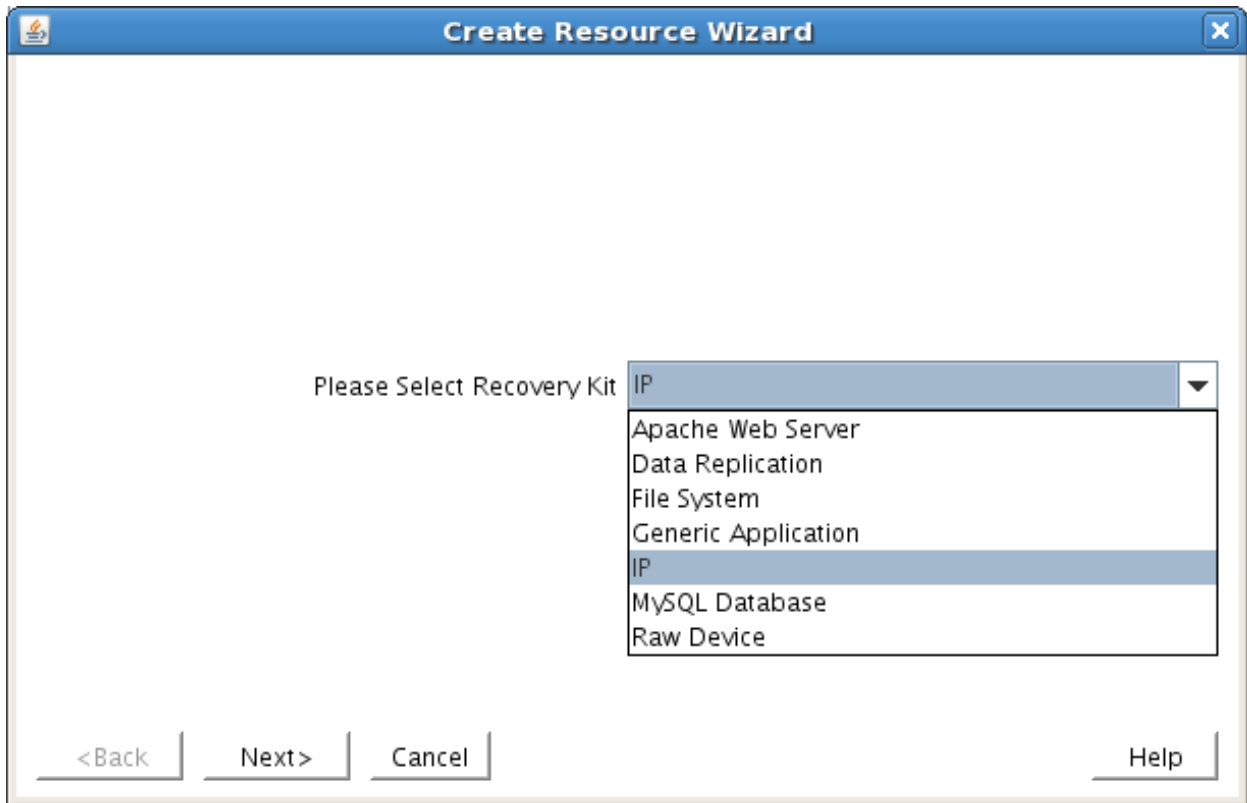 Create Resource Wizard
Please Select Recovery Kit IP
Apache Web Server
Data Replication
File System
Generic Application
IP
MySQL Database
Raw Device
<Back Next> Cancel Help